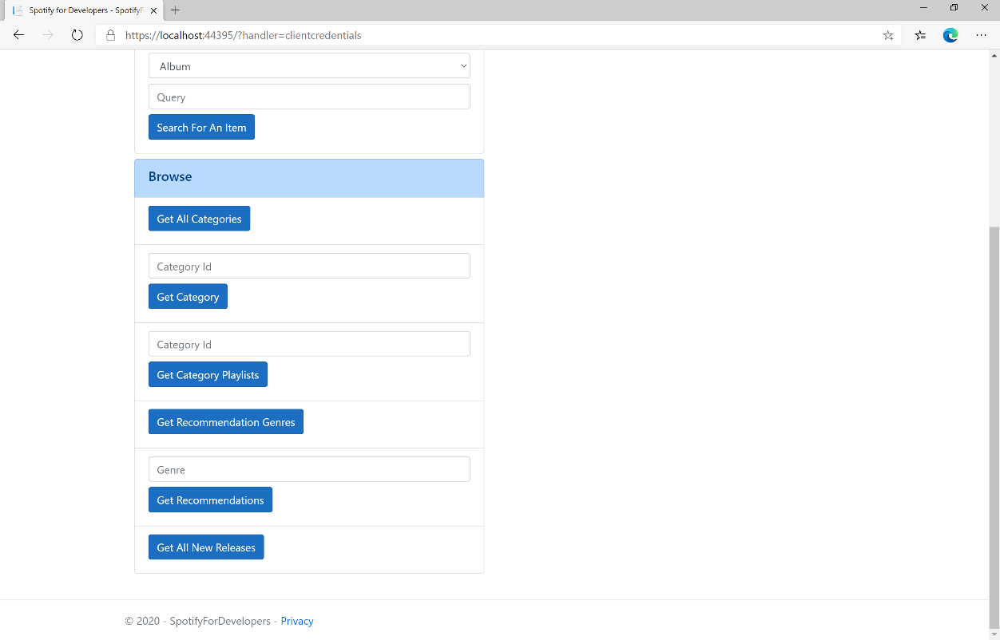 Spotify for Developers - SpotifyF
https://localhost:44395/?handler=clientcredentials
Album
Query
Search For An Item
Browse
Get All Categories
Category Id
Get Category
Category Id
Get Category Playlists
Get Recommendation Genres
Genre
Get Recommendations
Get All New Releases
© 2020 - SpotifyForDevelopers - Privacy